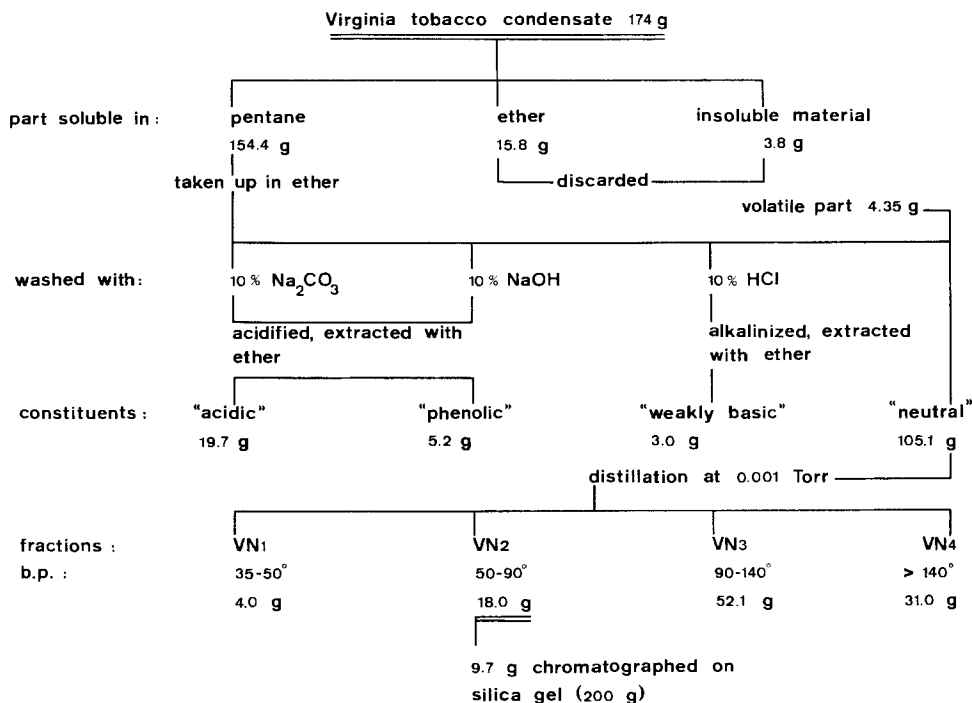 Virginia tobacco condensate 174 g
part soluble in: pentane ether insoluble material
154.4 g 15.8 g 3.8 g
taken up in ether discarded
volatile part 4.35 g
washed with: 10% Na₂CO₃ 10% NaOH 10% HCl
acidified, extracted with ether alkalinized, extracted with ether
constituents: "acidic" "phenolic" "weakly basic" "neutral"
19.7 g 5.2 g 3.0 g 105.1 g
distillation at 0.001 Torr
fractions: VN1 VN2 VN3 VN4
b.p.: 35-50° 50-90° 90-140° > 140°
4.0 g 18.0 g 52.1 g 31.0 g
9.7 g chromatographed on
silica gel (200 g)